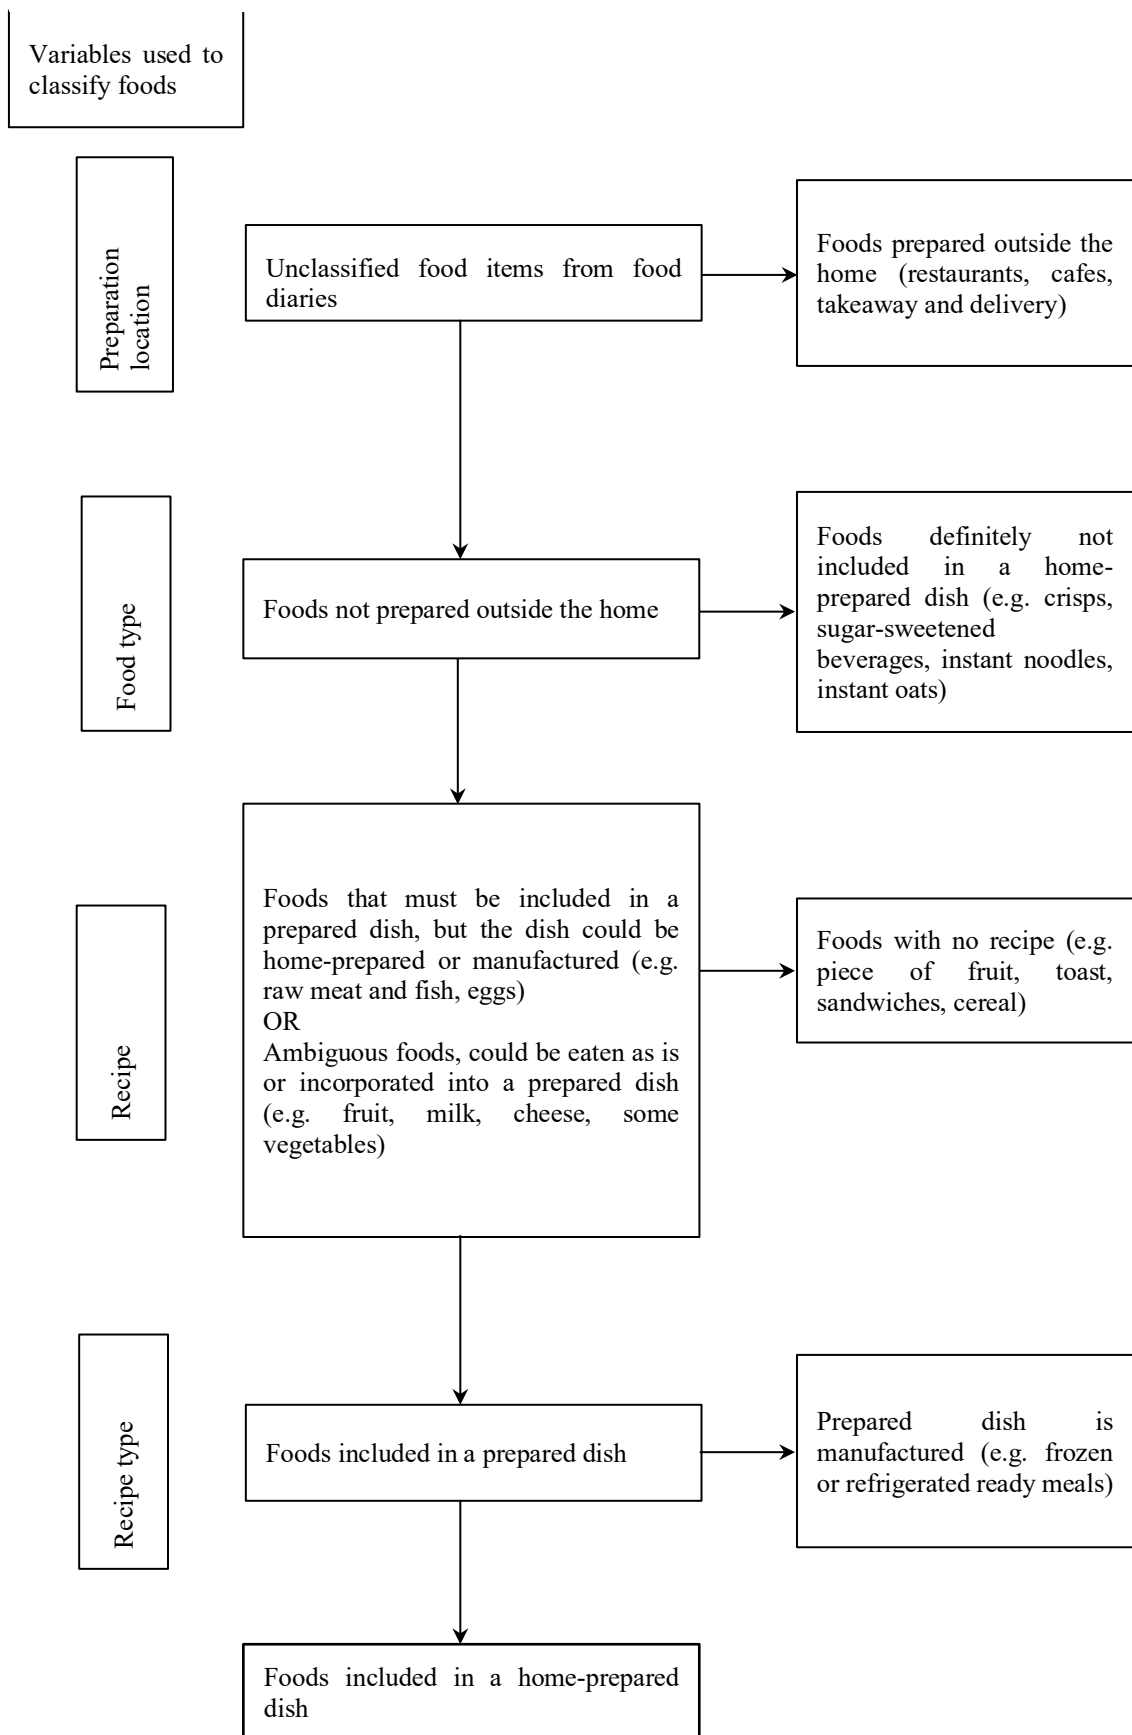 Variables used to
classify foods
Preparation
location
Unclassified food items from food
diaries
Foods prepared outside the
home (restaurants, cafes,
takeaway and delivery)
Food type
Foods not prepared outside the home
Foods definitely not
included in a home-
prepared dish (e.g. crisps,
sugar-sweetened
beverages, instant noodles,
instant oats)
Recipe
Foods that must be included in a
prepared dish, but the dish could be
home-prepared or manufactured (e.g.
raw meat and fish, eggs)
OR
Ambiguous foods, could be eaten as is
or incorporated into a prepared dish
(e.g. fruit, milk, cheese, some
vegetables)
Foods with no recipe (e.g.
piece of fruit, toast,
sandwiches, cereal)
Recipe type
Foods included in a prepared dish
Prepared dish is
manufactured (e.g. frozen
or refrigerated ready meals)
Foods included in a home-prepared
dish